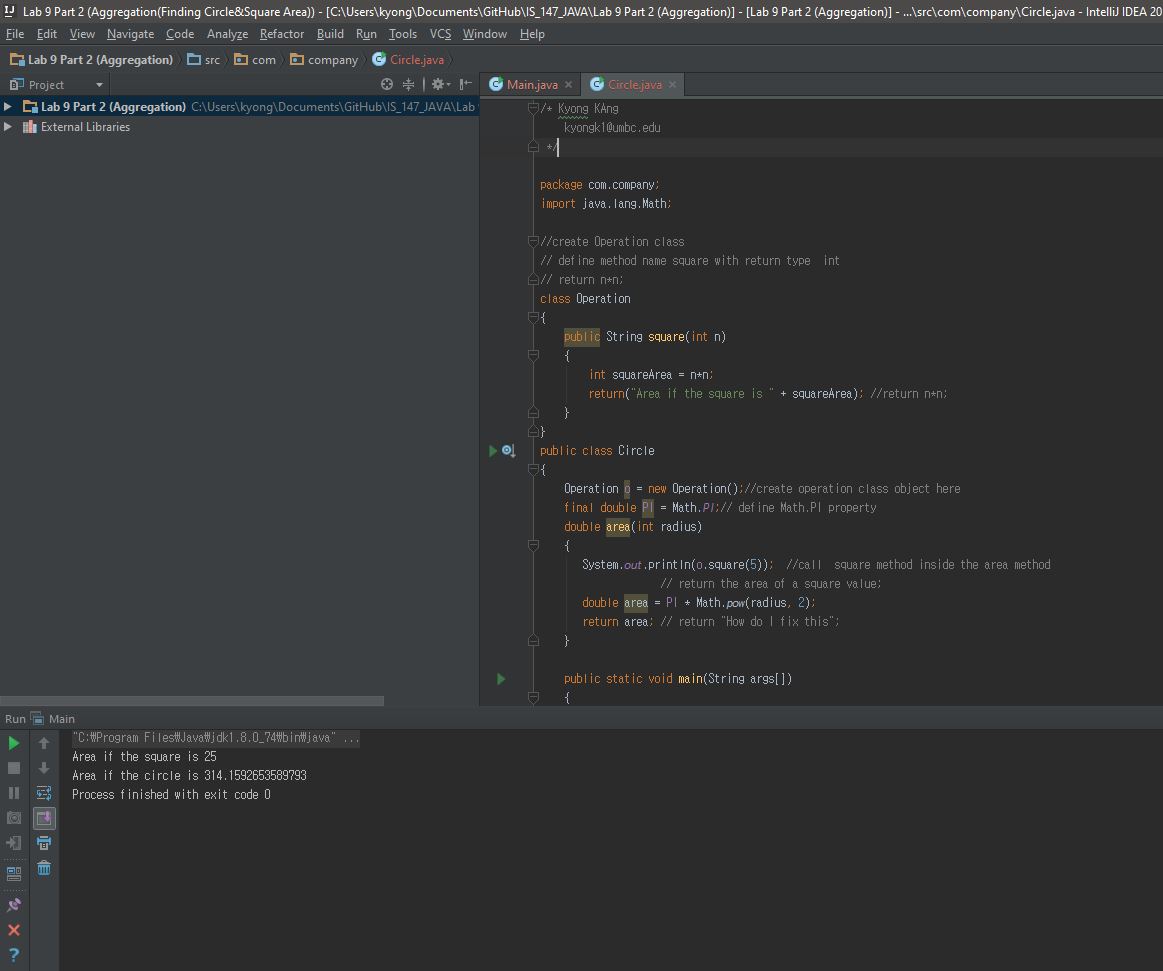 Lab 9 Part 2 (Aggregation(Finding Circle&Square Area)) - [C:\Users\kyong\Documents\GitHub\IS_147_JAVA\Lab 9 Part 2 (Aggregation)] - [Lab 9 Part 2 (Aggregation)] - ...\src\com\company\Circle.java - IntelliJ IDEA 20
File Edit View Navigate Code Analyze Refactor Build Run Tools VCS Window Help
Lab 9 Part 2 (Aggregation) src com company Circle.java
Project
Main.java Circle.java
Lab 9 Part 2 (Aggregation) C:\Users\kyong\Documents\GitHub\IS_147_JAVA\Lab
External Libraries
/* Kyong KAng
kyongk1@umbc.edu
*/
package com.company;
import java.lang.Math;
//create Operation class
// define method name square with return type  int
// return n*n;
class Operation
{
public String square(int n)
{
int squareArea = n*n;
return("Area if the square is " + squareArea); //return n*n;
}
}
public class Circle
{
Operation o = new Operation();//create operation class object here
final double PI = Math.PI;// define Math.PI property
double area(int radius)
{
System.out.println(o.square(5));  //call  square method inside the area method
// return the area of a square value;
double area = PI * Math.pow(radius, 2);
return area; // return "How do I fix this";
}
public static void main(String args[])
{
Run Main
"C:₩Program Files₩Java₩jdk1.8.0_74₩bin₩java" ...
Area if the square is 25
Area if the circle is 314.1592653589793
Process finished with exit code 0